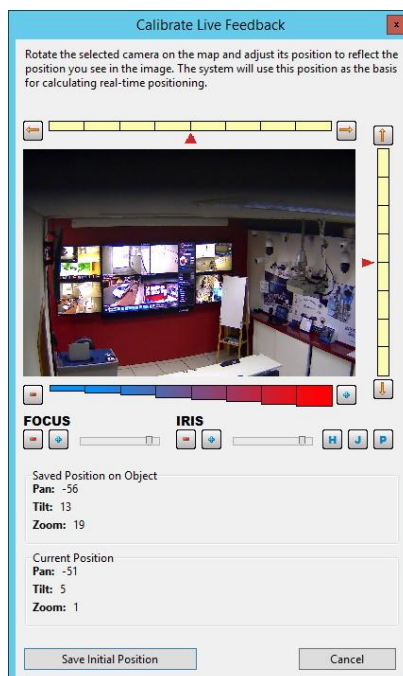 Calibrate Live Feedback
x
Rotate the selected camera on the map and adjust its position to reflect the
position you see in the image. The system will use this position as the basis
for calculating real-time positioning.
FOCUS
IRIS
H J P
Saved Position on Object
Pan: -56
Tilt: 13
Zoom: 19
Current Position
Pan: -51
Tilt: 5
Zoom: 1
Save Initial Position
Cancel